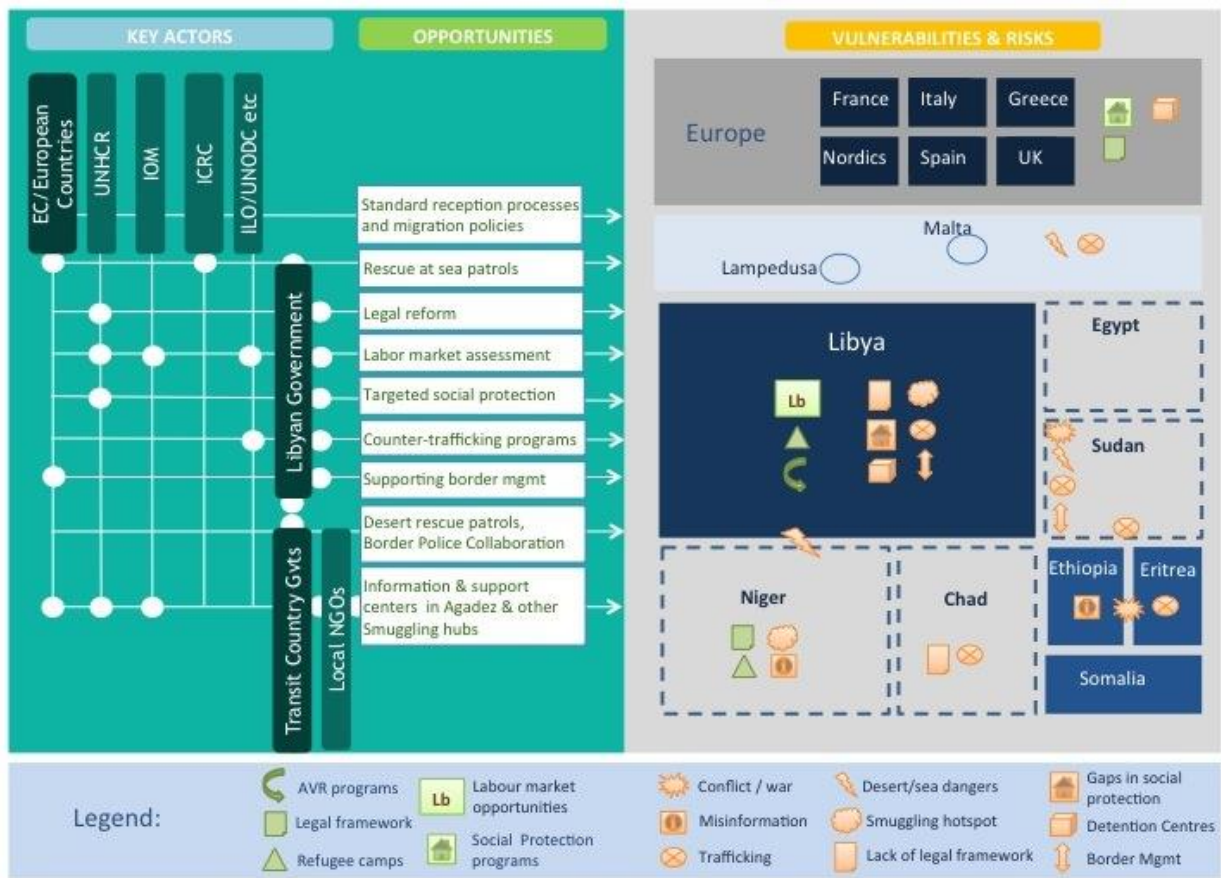 KEY ACTORS
OPPORTUNITIES
EC/European
Countries
UNHCR
IOM
ICRC
ILO/UNODC etc
Libyan Government
Transit Country Gvts
Local NGOs
Standard reception processes
and migration policies
Rescue at sea patrols
Legal reform
Labor market assessment
Targeted social protection
Counter-trafficking programs
Supporting border mgmt
Desert rescue patrols,
Border Police Collaboration
Information & support
centers in Agadez & other
Smuggling hubs
VULNERABILITIES & RISKS
Europe
France
Italy
Greece
Nordics
Spain
UK
Malta
Lampedusa
Libya
Lb
Egypt
Sudan
Niger
Chad
Ethiopia
Eritrea
Somalia
Legend:
AVR programs
Legal framework
Refugee camps
Lb
Labour market
opportunities
Social Protection
programs
Conflict / war
Misinformation
Trafficking
Desert/sea dangers
Smuggling hotspot
Lack of legal framework
Gaps in social
protection
Detention Centres
Border Mgmt